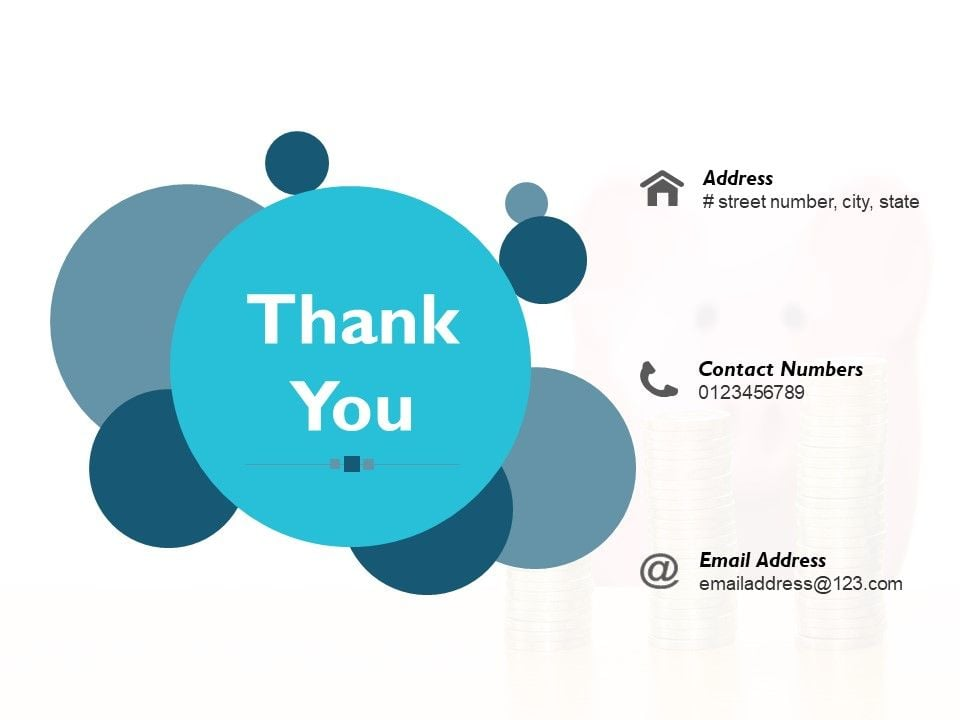 Thank
You
Address
# street number, city, state
Contact Numbers
0123456789
@
Email Address
emailaddress@123.com